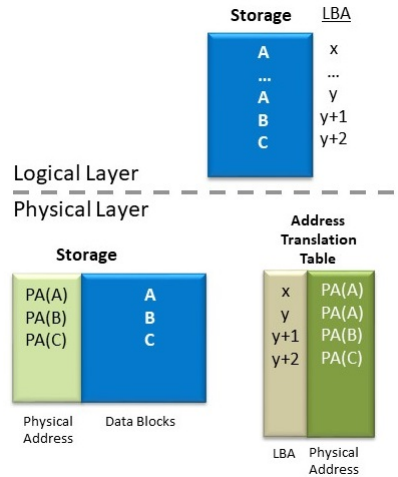 Storage LBA
A x
... ...
A y
B y+1
C y+2
Logical Layer
Physical Layer
Storage
PA(A) A
PA(B) B
PA(C) C
Physical
Address
Data Blocks
Address
Translation
Table
x PA(A)
y PA(A)
y+1 PA(B)
y+2 PA(C)
LBA Physical
Address